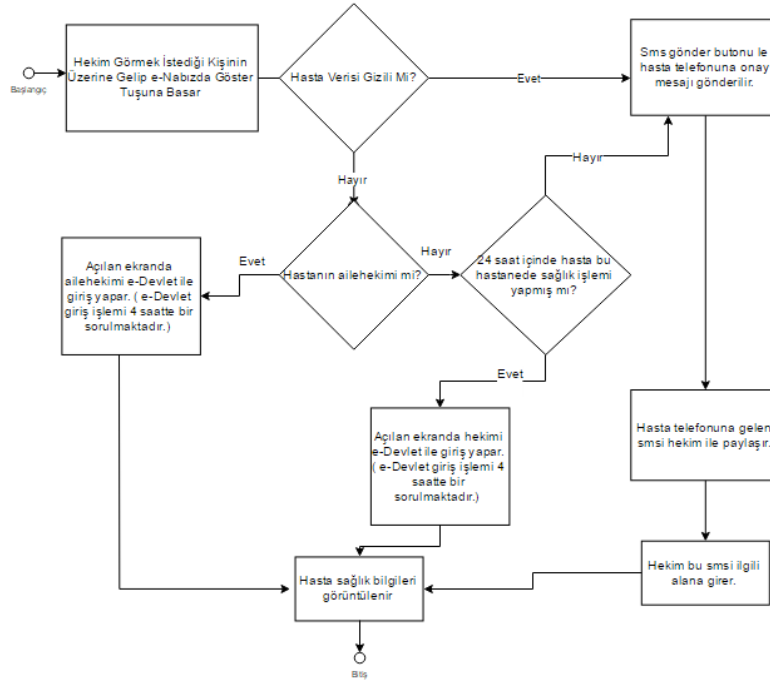 Başlangıç
Hekim Görmek İstediği Kişinin
Üzerine Gelip e-Nabızda Göster
Tuşuna Basar
Hasta Verisi Gizili Mi?
Evet
Sms gönder butonu le
hasta telefonuna onay
mesajı gönderilir.
Hayır
Hayır
Hastanın ailehekimi mi?
Evet
Hayır
24 saat içinde hasta bu
hastanede sağlık işlemi
yapmış mı?
Açılan ekranda
ailehekimi e-Devlet ile
giriş yapar. ( e-Devlet
giriş işlemi 4 saatte bir
sorulmaktadır.)
Evet
Açılan ekranda hekimi
e-Devlet ile giriş yapar.
( e-Devlet giriş işlemi 4
saatte bir
sorulmaktadır.)
Hasta telefonuna gelen
smsi hekim ile paylaşır.
Hekim bu smsi ilgili
alana girer.
Hasta sağlık bilgileri
görüntülenir
Bitiş